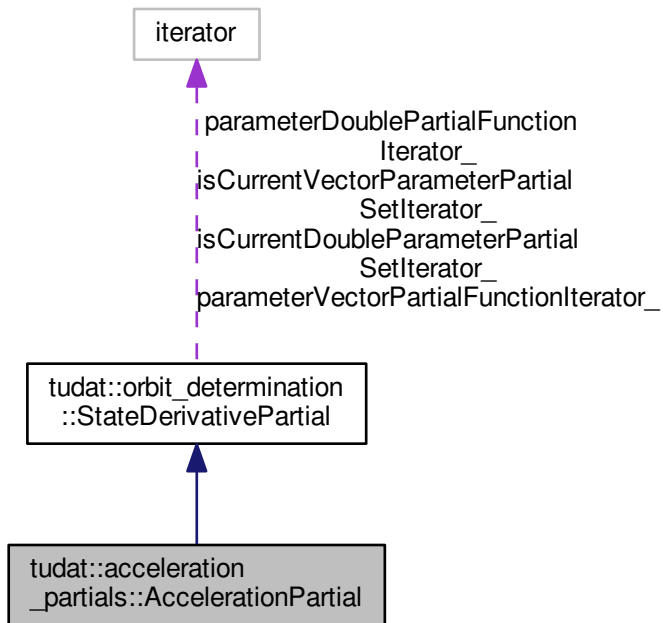 iterator
parameterDoublePartialFunction
Iterator_
isCurrentVectorParameterPartial
SetIterator_
isCurrentDoubleParameterPartial
SetIterator_
parameterVectorPartialFunctionIterator_
tudat::orbit_determination
::StateDerivativePartial
tudat::acceleration
_partials::AccelerationPartial